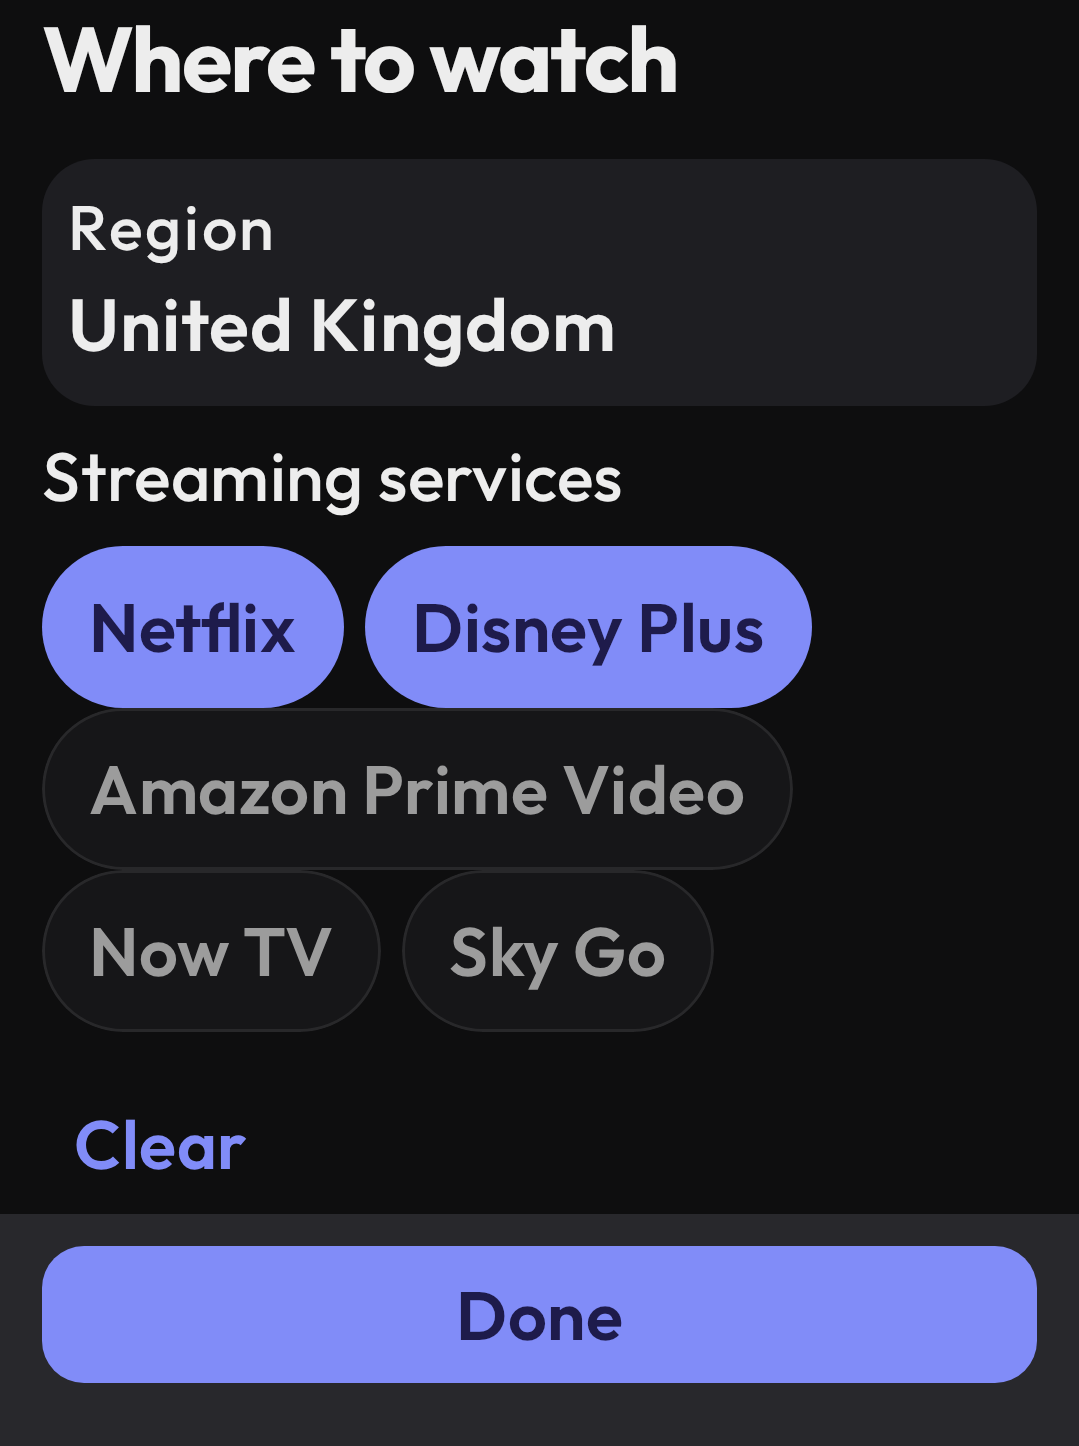 Where to watch
Region
United Kingdom
Streaming services
Netflix Disney Plus
Amazon Prime Video
Now TV Sky Go
Clear
Done